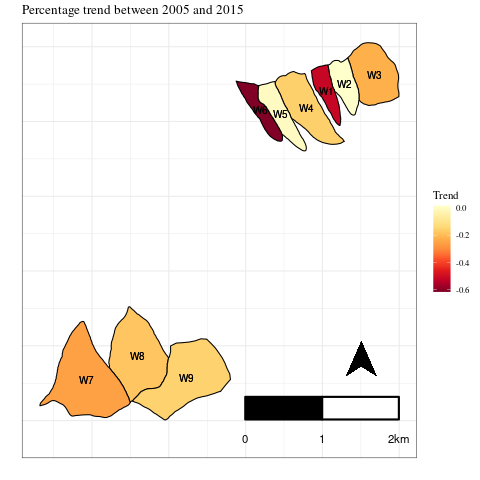 Percentage trend between 2005 and 2015
W3
W2
W1
W6
W5
W4
Trend
0.0
-0.2
-0.4
-0.6
W8
W7
W9
0 1 2km